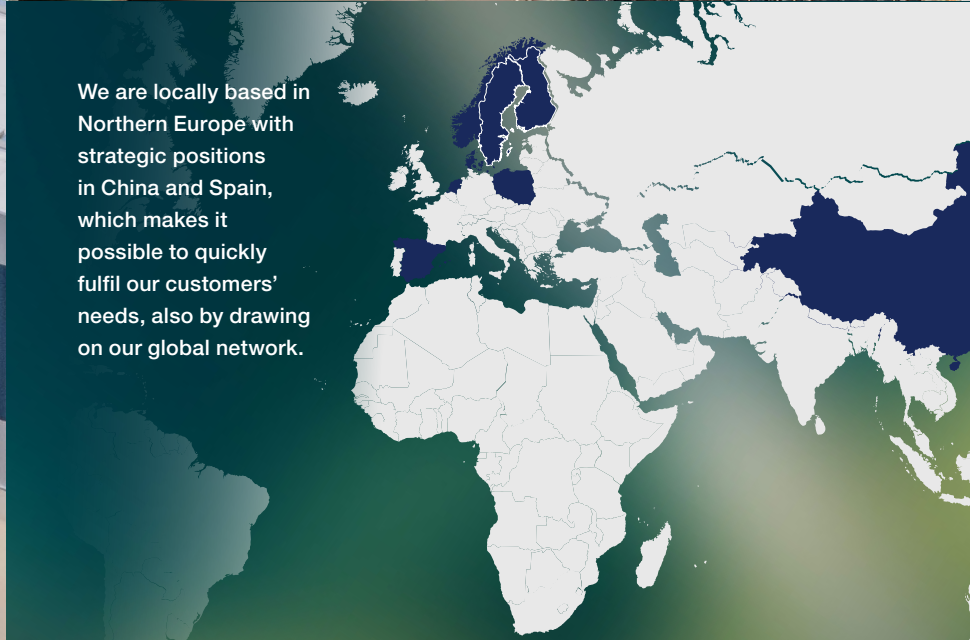 We are locally based in
Northern Europe with
strategic positions
in China and Spain,
which makes it
possible to quickly
fulfil our customers’
needs, also by drawing
on our global network.